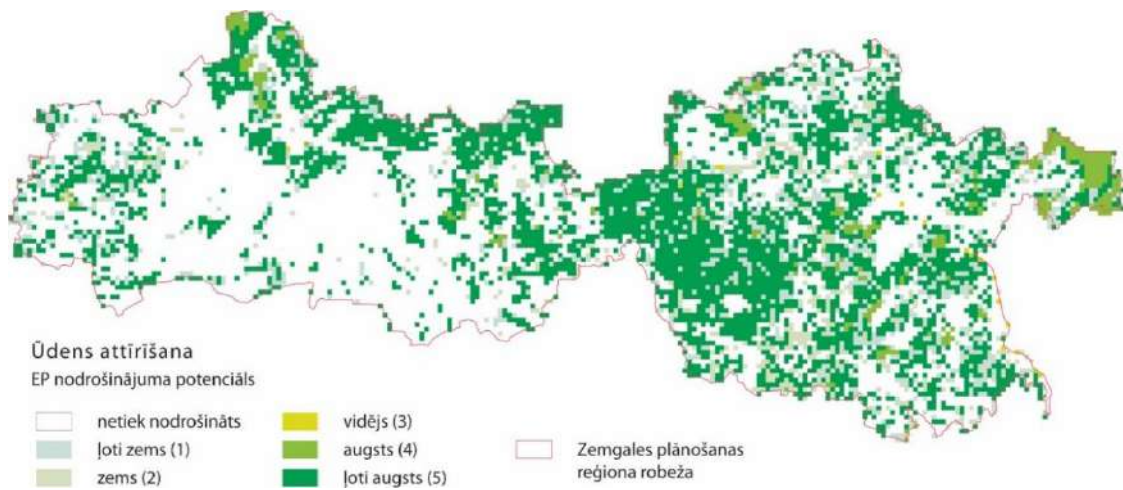 Ūdens attīrīšana
EP nodrošinājuma potenciāls
netiek nodrošināts
ļoti zems (1)
zems (2)
vidējs (3)
augsts (4)
ļoti augsts (5)
Zemgales plānošanas
reģiona robeža